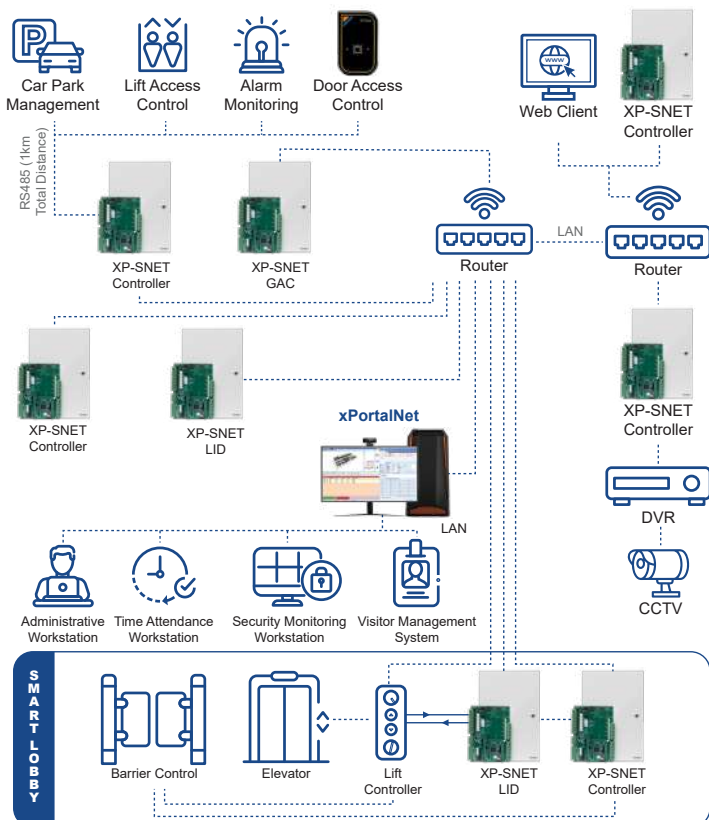 P
Car Park
Management
Lift Access
Control
Alarm
Monitoring
Door Access
Control
www
Web Client
XP-SNET
Controller
RS485 (1km
Total Distance)
XP-SNET
Controller
XP-SNET
GAC
Router
LAN
Router
XP-SNET
Controller
XP-SNET
LID
XP-SNET
Controller
xPortalNet
LAN
DVR
CCTV
Administrative
Workstation
Time Attendance
Workstation
Security Monitoring
Workstation
Visitor Management
System
SMART LOBBY
Barrier Control
Elevator
Lift
Controller
XP-SNET
LID
XP-SNET
Controller